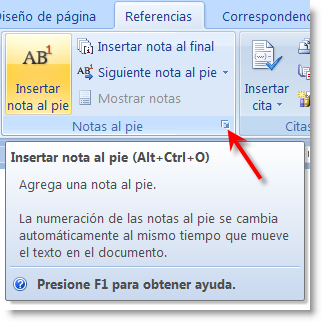 Diseño de página Referencias Correspondenc
AB¹
Insertar
nota al pie
Insertar nota al final
AB¹ Siguiente nota al pie
Mostrar notas
Notas al pie
Insertar
cita
Citas
Insertar nota al pie (Alt+Ctrl+O)
Agrega una nota al pie.
La numeración de las notas al pie se cambia
automáticamente al mismo tiempo que mueve
el texto en el documento.
Presione F1 para obtener ayuda.